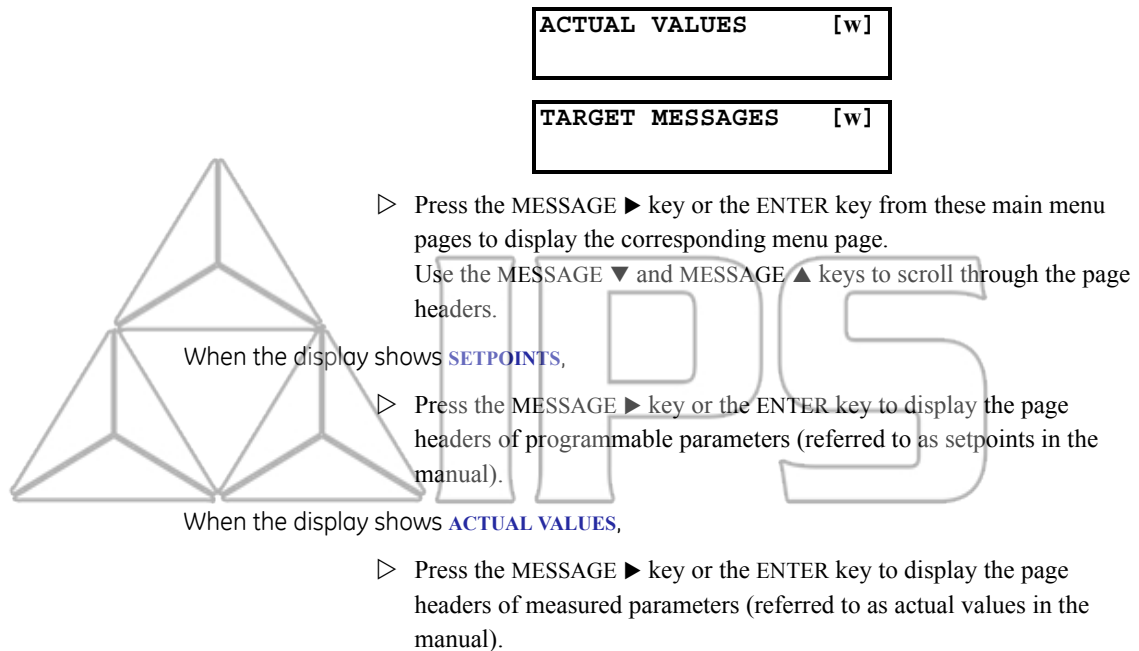 ACTUAL VALUES [w]
TARGET MESSAGES [w]
▷ Press the MESSAGE ▶ key or the ENTER key from these main menu
pages to display the corresponding menu page.
Use the MESSAGE ▼ and MESSAGE ▲ keys to scroll through the page
headers.
When the display shows SETPOINTS,
▷ Press the MESSAGE ▶ key or the ENTER key to display the page
headers of programmable parameters (referred to as setpoints in the
manual).
When the display shows ACTUAL VALUES,
▷ Press the MESSAGE ▶ key or the ENTER key to display the page
headers of measured parameters (referred to as actual values in the
manual).
IPS